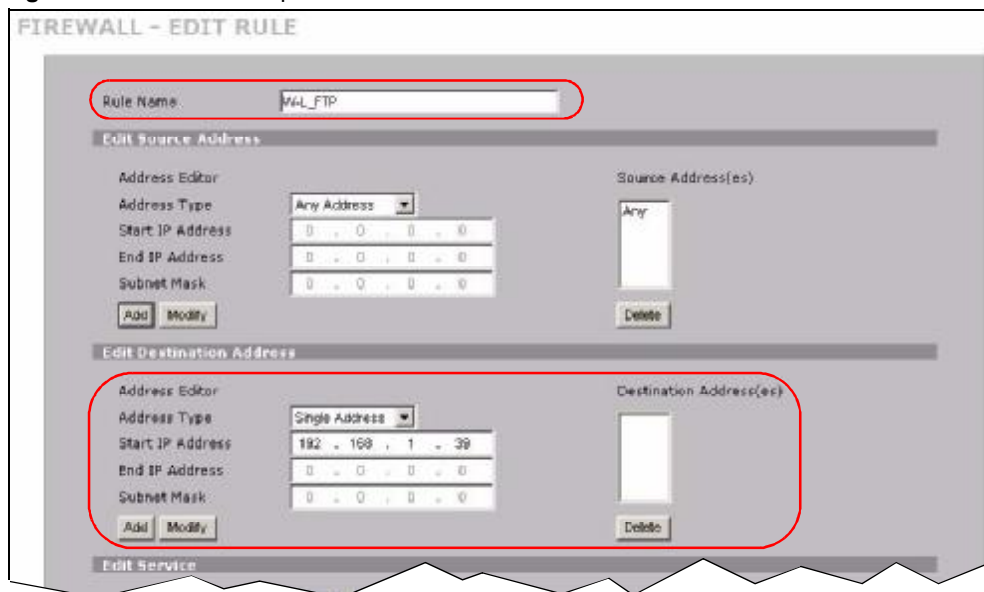 FIREWALL - EDIT RULE
Rule Name W-L_FTP
Edit Source Address
Address Editor Source Address(es)
Address Type Any Address Any
Start IP Address 0 . 0 . 0 . 0
End IP Address 0 . 0 . 0 . 0
Subnet Mask 0 . 0 . 0 . 0
Add Modify Delete
Edit Destination Address
Address Editor Destination Address(es)
Address Type Single Address
Start IP Address 192 . 168 . 1 . 39
End IP Address 0 . 0 . 0 . 0
Subnet Mask 0 . 0 . 0 . 0
Add Modify Delete
Edit Service